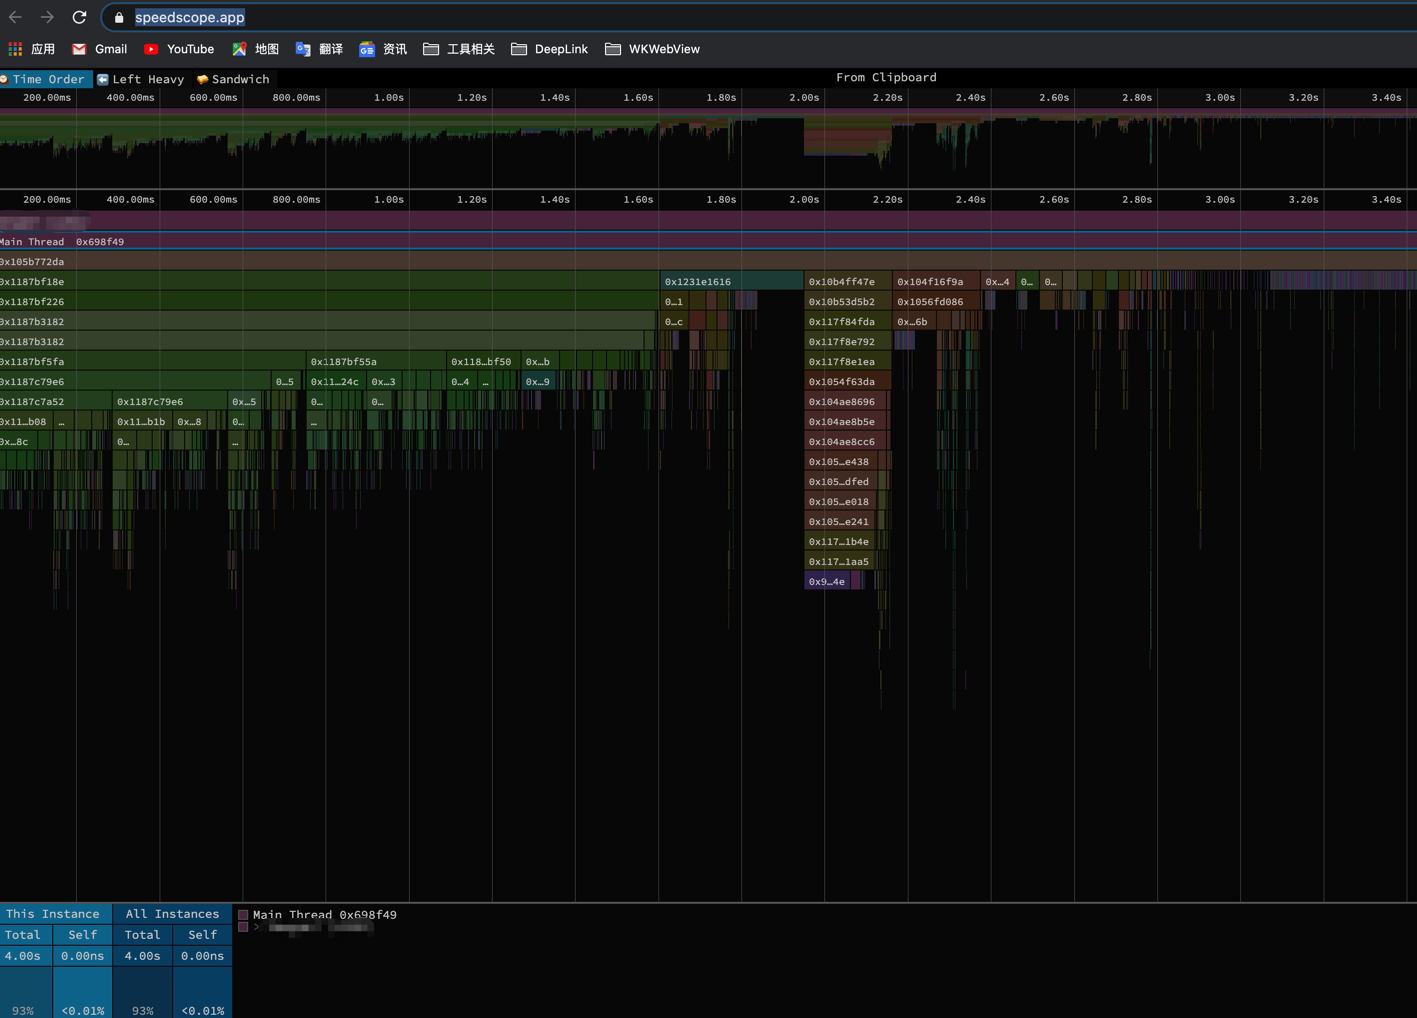 speedscope.app
应用 Gmail YouTube 地图 翻译 资讯 工具相关 DeepLink WKWebView
Time Order Left Heavy Sandwich From Clipboard
200.00ms 400.00ms 600.00ms 800.00ms 1.00s 1.20s 1.40s 1.60s 1.80s 2.00s 2.20s 2.40s 2.60s 2.80s 3.00s 3.20s 3.40s
200.00ms 400.00ms 600.00ms 800.00ms 1.00s 1.20s 1.40s 1.60s 1.80s 2.00s 2.20s 2.40s 2.60s 2.80s 3.00s 3.20s 3.40s
Main Thread 0x698f49
0x105b772da
0x1187bf18e 0x1231e1616 0x10b4ff47e 0x104f16f9a 0x…4 0… 0…
0x1187bf226 0…1 0x10b53d5b2 0x1056fd086
0x1187b3182 0…c 0x117f84fda 0x…6b
0x1187b3182 0x117f8e792
0x1187bf5fa 0x1187bf55a 0x118…bf50 0x…b 0x117f8e1ea
0x1187c79e6 0…5 0x11…24c 0x…3 0…4 … 0x…9 0x1054f63da
0x1187c7a52 0x1187c79e6 0x…5 0… 0… 0x104ae8696
0x11…b08 … 0x11…b1b 0x…8 0… … 0x104ae8b5e
0x…8c 0… … 0x104ae8cc6
0x105…e438
0x105…dfed
0x105…e018
0x105…e241
0x117…1b4e
0x117…1aa5
0x9…4e
This Instance All Instances Main Thread 0x698f49
Total Self Total Self >
4.00s 0.00ns 4.00s 0.00ns
93% <0.01% 93% <0.01%